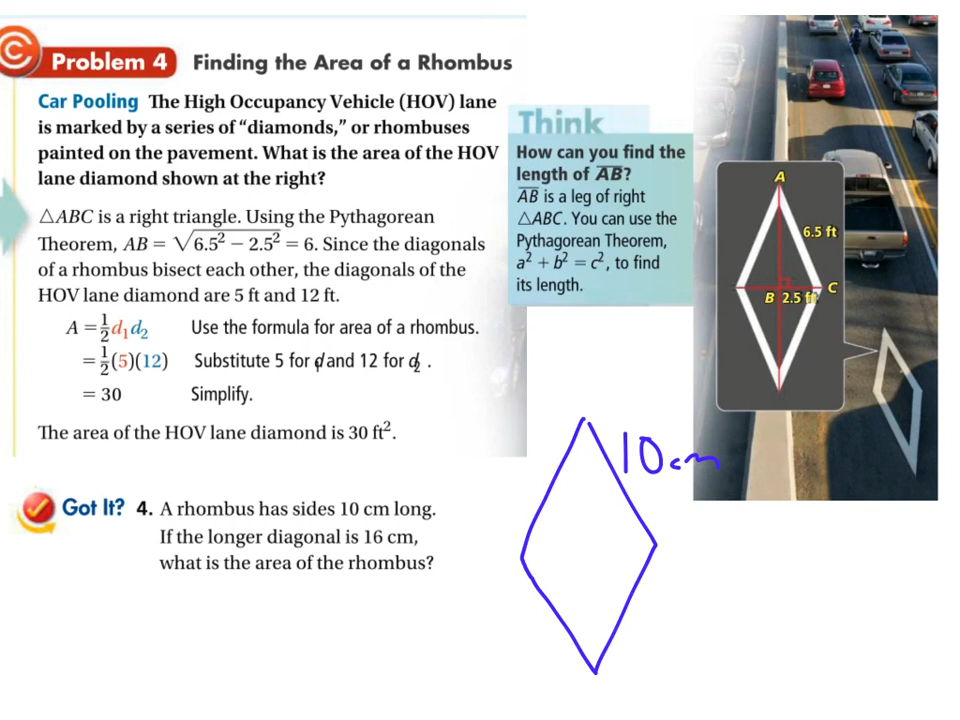 Problem 4 Finding the Area of a Rhombus
Car Pooling The High Occupancy Vehicle (HOV) lane
is marked by a series of “diamonds,” or rhombuses
painted on the pavement. What is the area of the HOV
lane diamond shown at the right?
△ABC is a right triangle. Using the Pythagorean
Theorem, AB = √6.5² − 2.5² = 6. Since the diagonals
of a rhombus bisect each other, the diagonals of the
HOV lane diamond are 5 ft and 12 ft.
A = ½d₁d₂ Use the formula for area of a rhombus.
= ½(5)(12) Substitute 5 for d and 12 for d₂ .
= 30 Simplify.
The area of the HOV lane diamond is 30 ft².
Think
How can you find the
length of A̅B̅?
A̅B̅ is a leg of right
△ABC. You can use the
Pythagorean Theorem,
a² + b² = c², to find
its length.
A
6.5 ft
B 2.5 ft C
10cm
Got It? 4. A rhombus has sides 10 cm long.
If the longer diagonal is 16 cm,
what is the area of the rhombus?